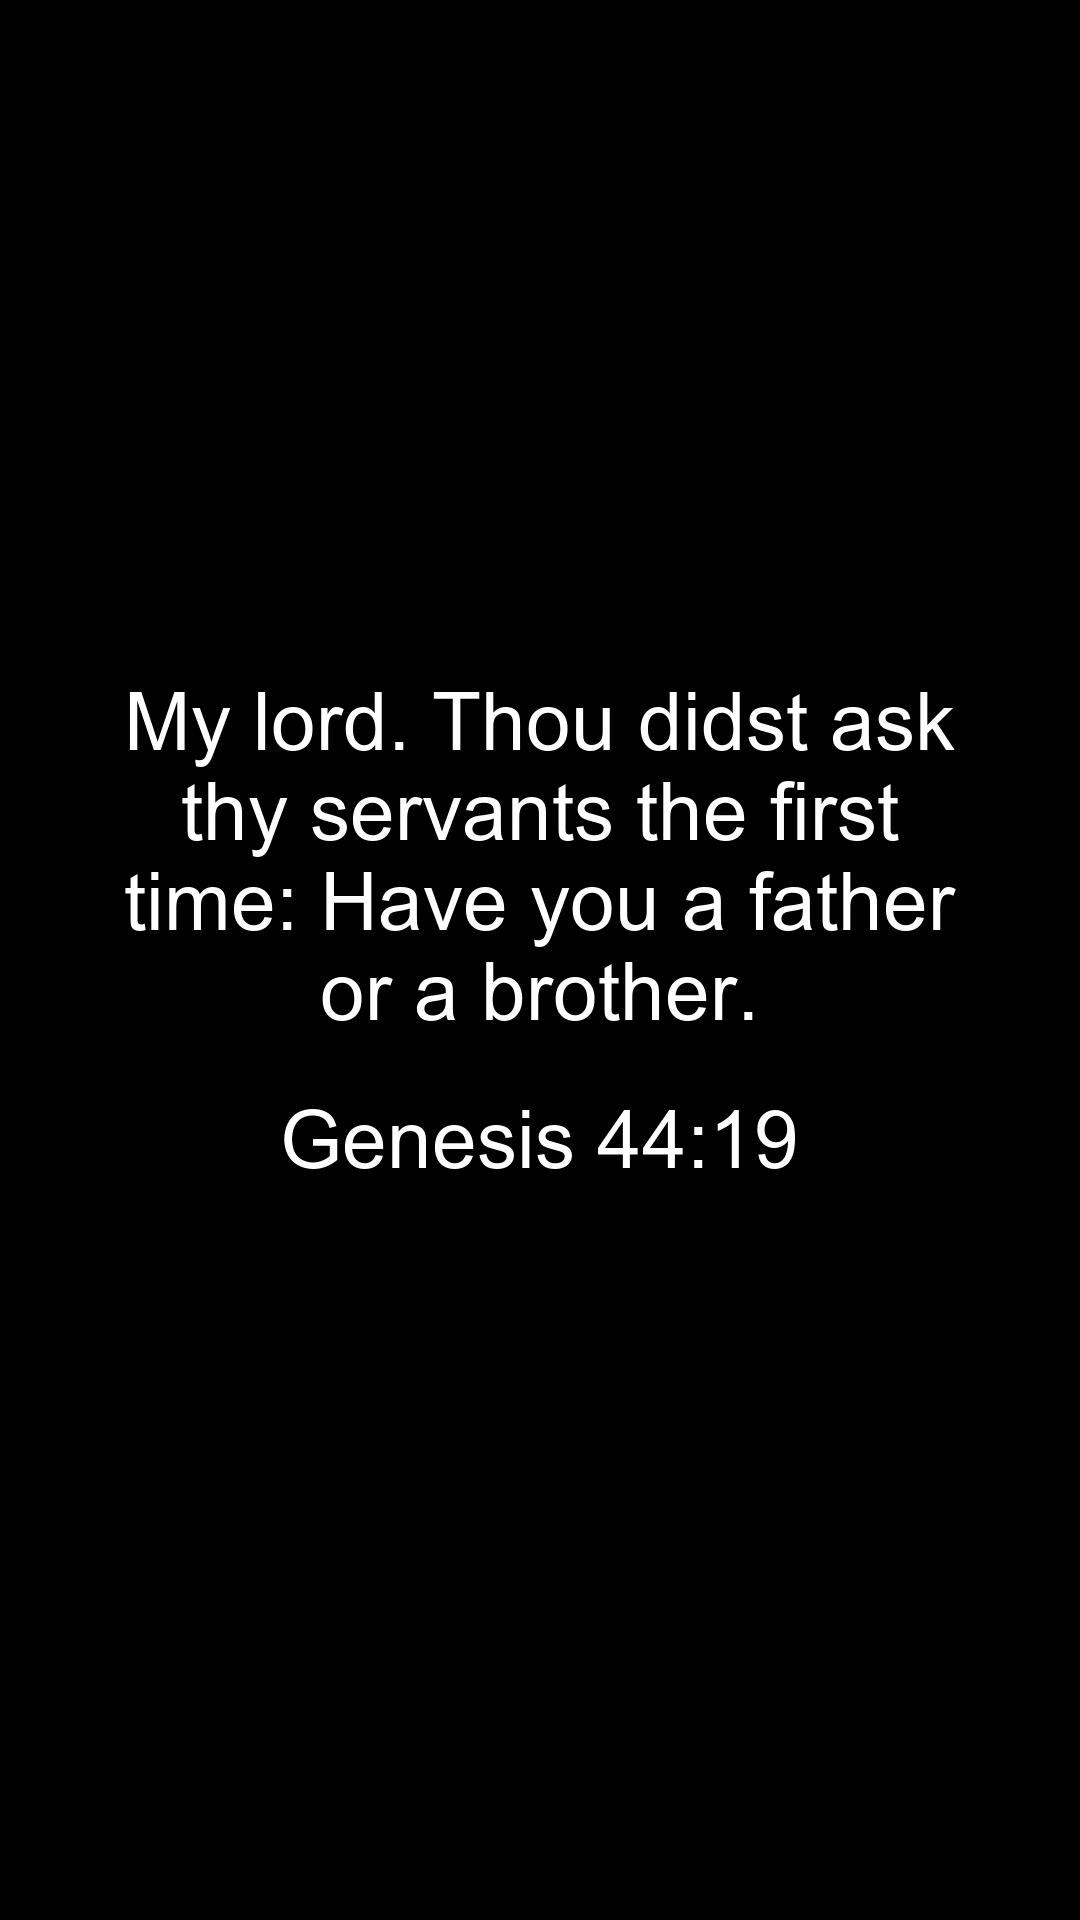 My lord. Thou didst ask
thy servants the first
time: Have you a father
or a brother.
Genesis 44:19